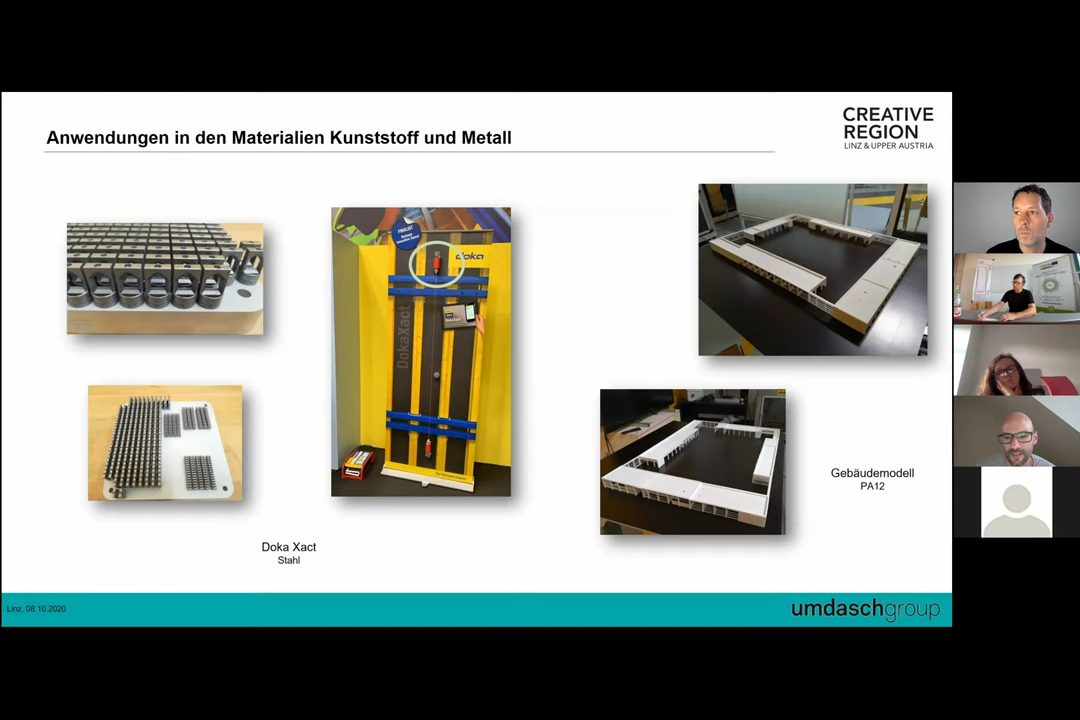 Anwendungen in den Materialien Kunststoff und Metall
CREATIVE
REGION
LINZ & UPPER AUSTRIA
FINALIST
doka
DokaXact
Gebäudemodell
PA12
Doka Xact
Stahl
Linz, 08.10.2020
umdaschgroup